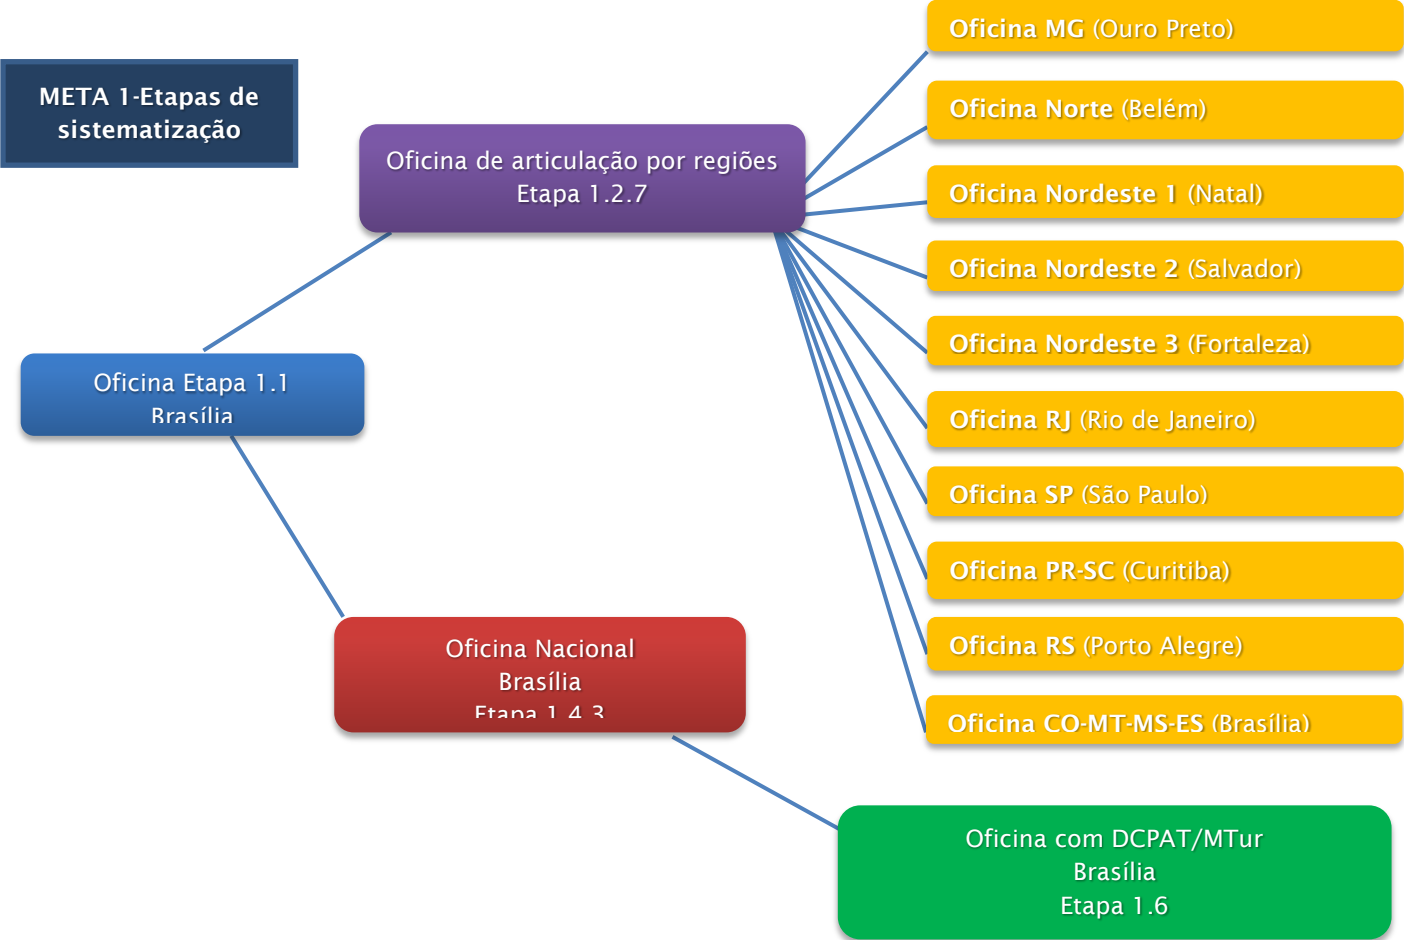 META 1-Etapas de
sistematização
Oficina de articulação por regiões
Etapa 1.2.7
Oficina Etapa 1.1
Brasília
Oficina Nacional
Brasília
Etapa 1.4.3
Oficina MG (Ouro Preto)
Oficina Norte (Belém)
Oficina Nordeste 1 (Natal)
Oficina Nordeste 2 (Salvador)
Oficina Nordeste 3 (Fortaleza)
Oficina RJ (Rio de Janeiro)
Oficina SP (São Paulo)
Oficina PR-SC (Curitiba)
Oficina RS (Porto Alegre)
Oficina CO-MT-MS-ES (Brasília)
Oficina com DCPAT/MTur
Brasília
Etapa 1.6